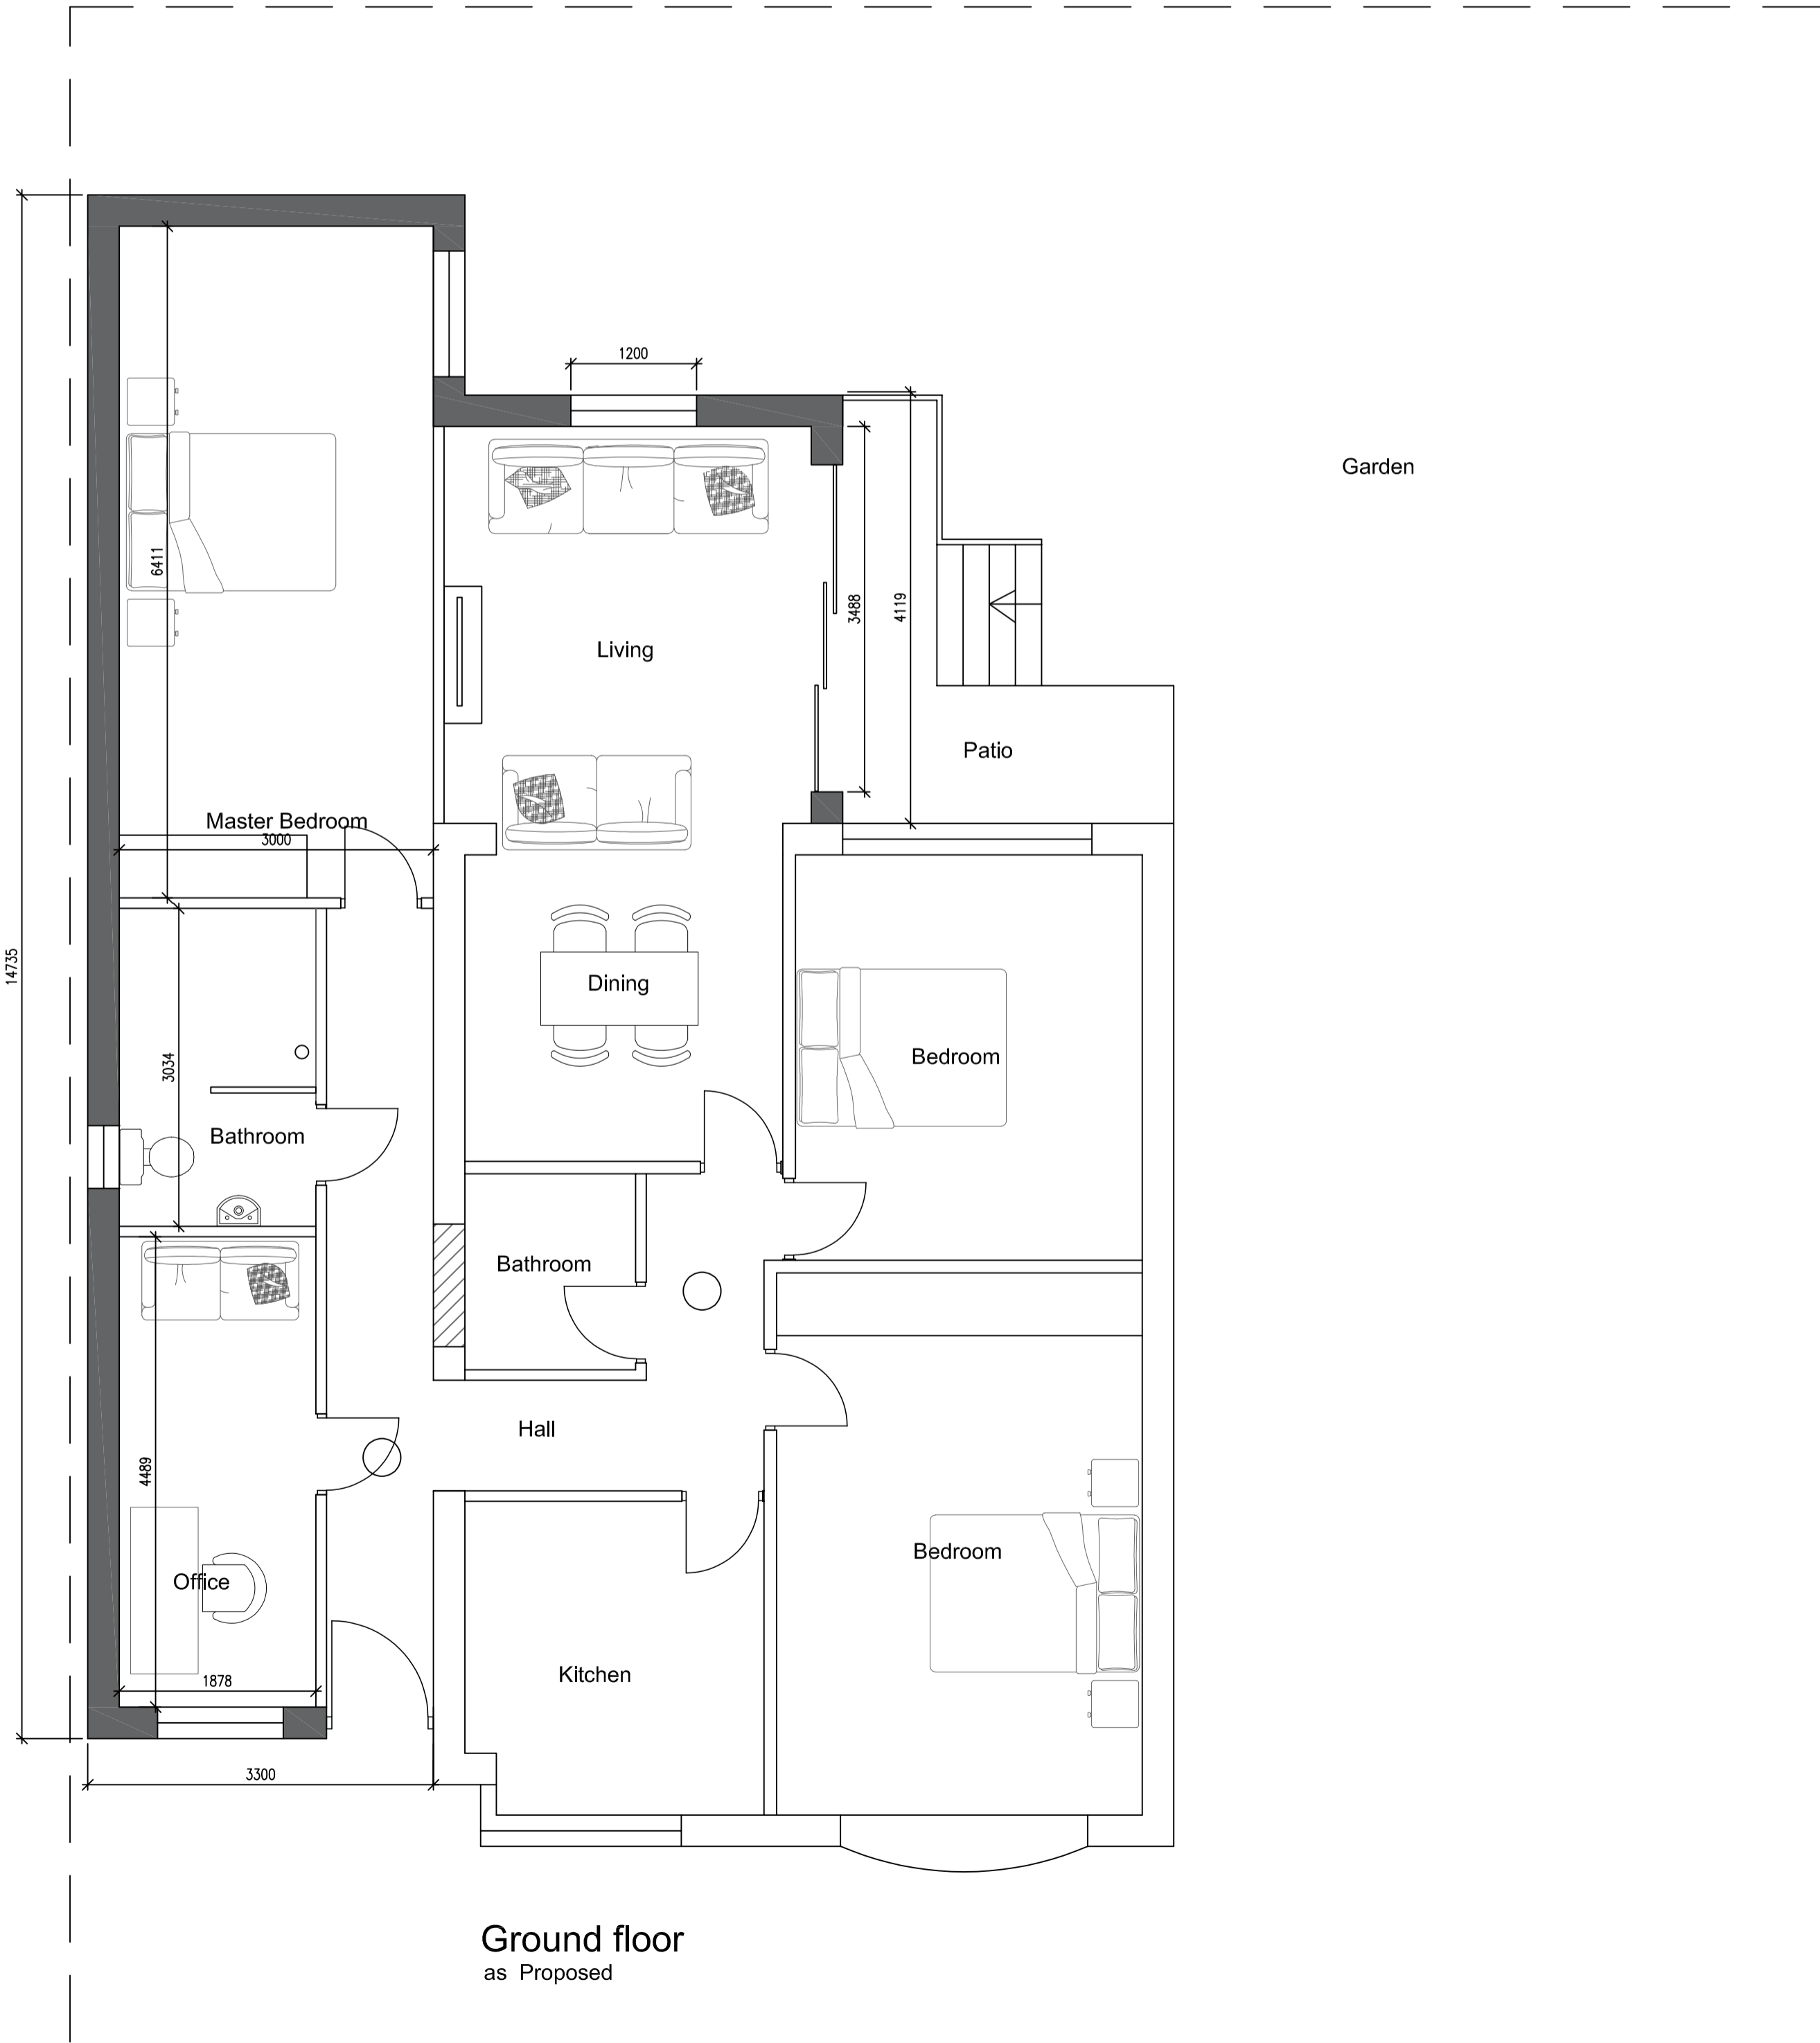 1200
Garden
6411
3488
4119
Living
Patio
Master Bedroom
3000
14735
Dining
3034
Bedroom
Bathroom
Bathroom
Hall
4489
Bedroom
Office
Kitchen
1878
3300
Ground floor
as Proposed